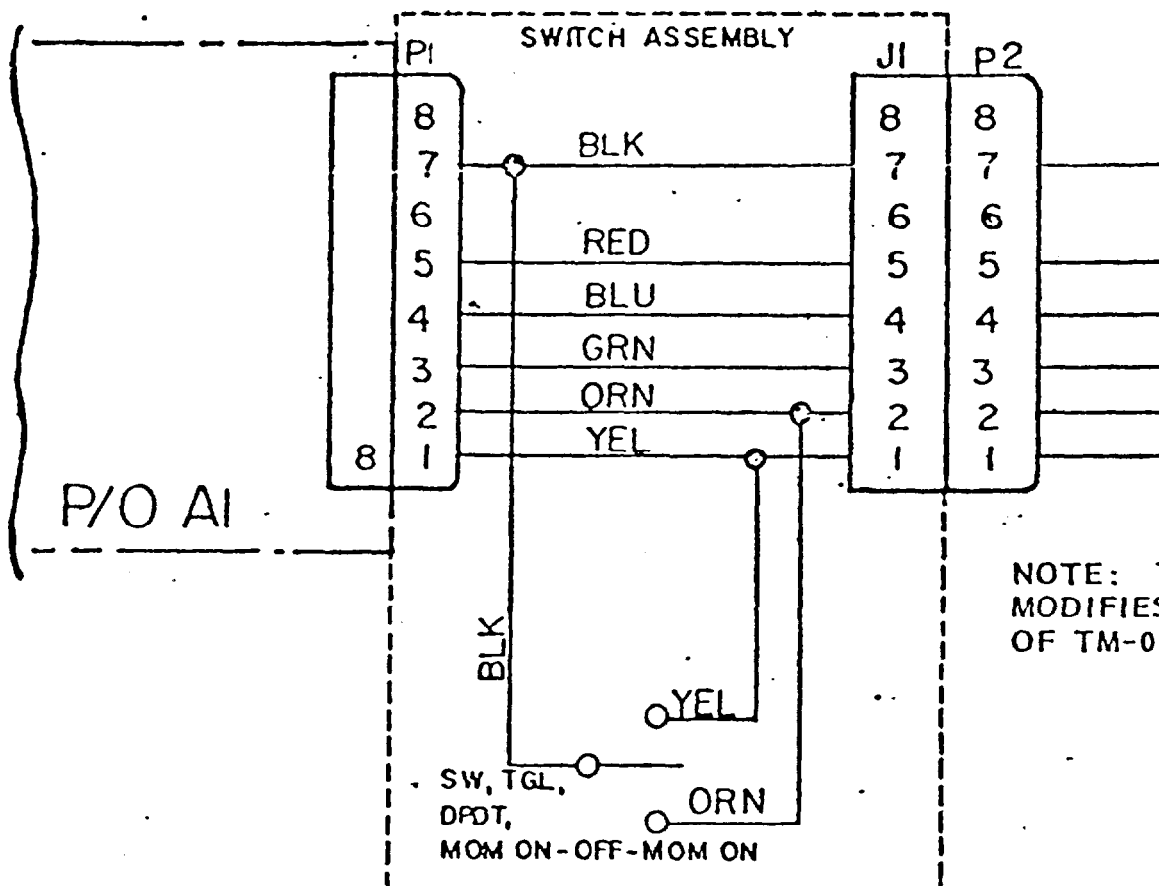 SWITCH ASSEMBLY
P1
J1
P2
8
8
8
7
BLK
7
7
6
6
6
5
RED
5
5
4
BLU
4
4
3
GRN
3
3
2
ORN
2
2
8
1
YEL
1
1
P/O A1
NOTE:
MODIFIES
OF TM-0
BLK
YEL
SW, TGL,
DPDT,
MOM ON-OFF-MOM ON
ORN